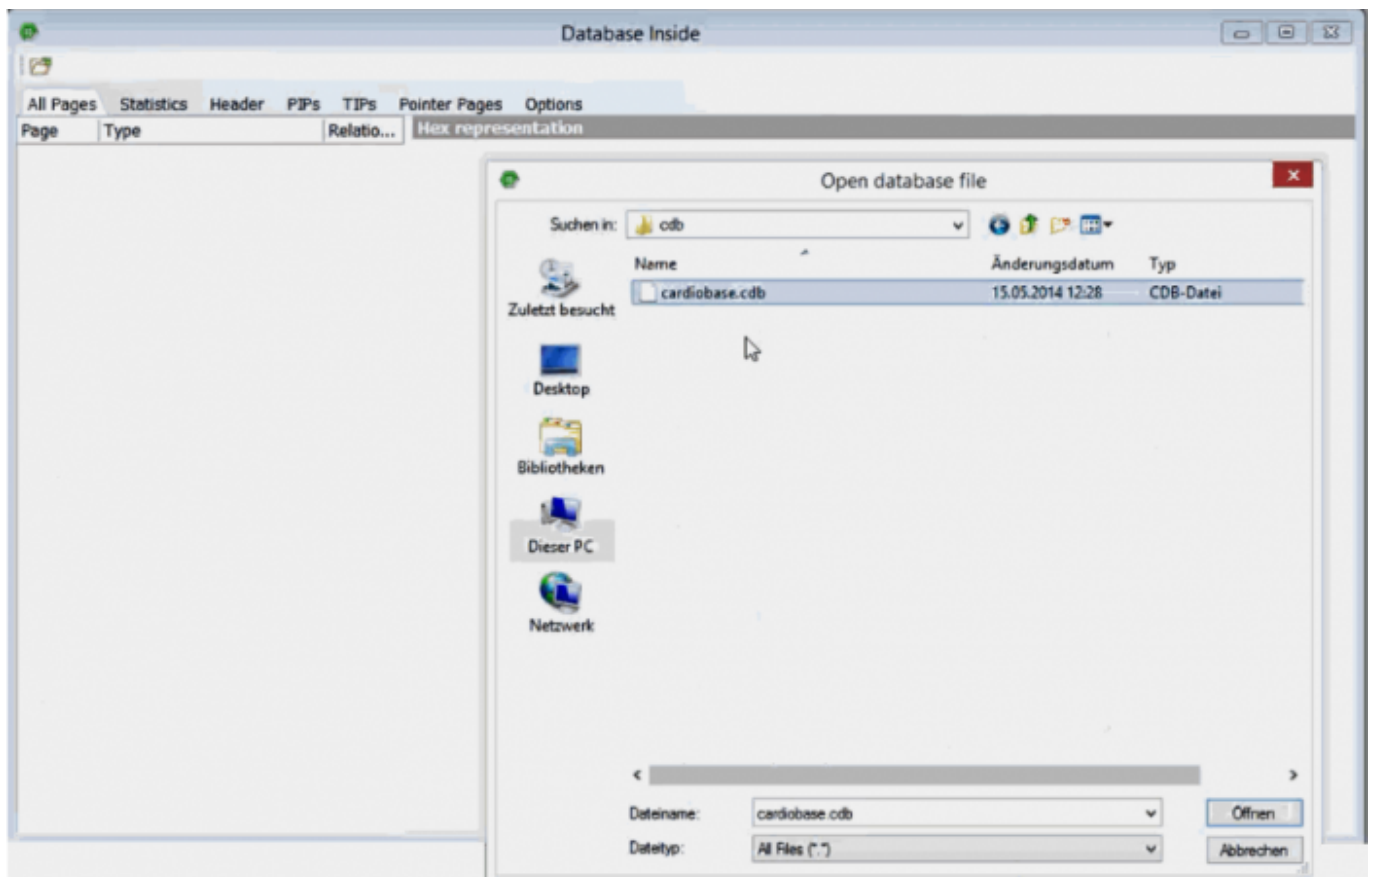 Database Inside
All Pages Statistics Header PIPs TIPs Pointer Pages Options
Page Type Relatio... Hex representation
Open database file
Suchen in: cdb
Name Änderungsdatum Typ
cardiobase.cdb 15.05.2014 12:28 CDB-Datei
Zuletzt besucht
Desktop
Bibliotheken
Dieser PC
Netzwerk
Dateiname: cardiobase.cdb Öffnen
Dateityp: All Files (*.*) Abbrechen